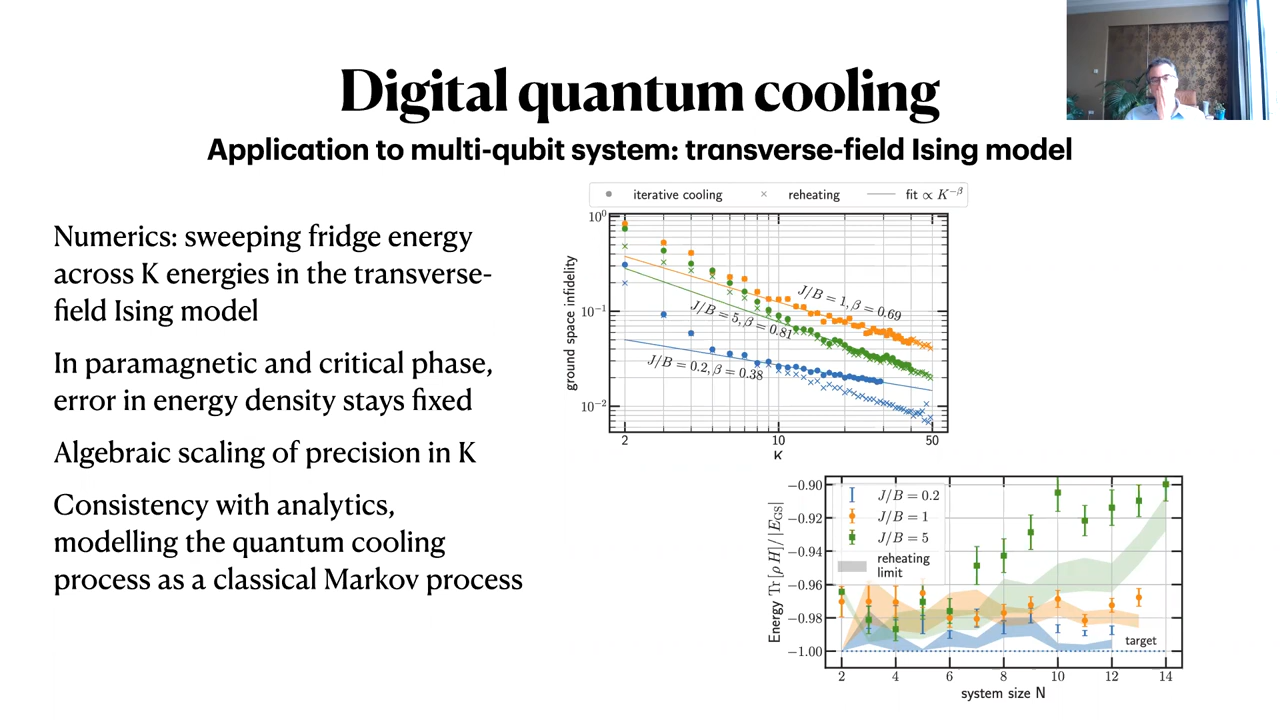 Digital quantum cooling
Application to multi-qubit system: transverse-field Ising model
Numerics: sweeping fridge energy
across K energies in the transverse-
field Ising model
In paramagnetic and critical phase,
error in energy density stays fixed
Algebraic scaling of precision in K
Consistency with analytics,
modelling the quantum cooling
process as a classical Markov process
iterative cooling
reheating
fit ∝ K^{−β}
ground space infidelity
10^0
10^{−1}
10^{−2}
J/B = 1, β = 0.69
J/B = 5, β = 0.81
J/B = 0.2, β = 0.38
2
10
50
K
Energy Tr[ρ H]/|E_{GS}|
−0.90
−0.92
−0.94
−0.96
−0.98
−1.00
J/B = 0.2
J/B = 1
J/B = 5
reheating
limit
target
2
4
6
8
10
12
14
system size N